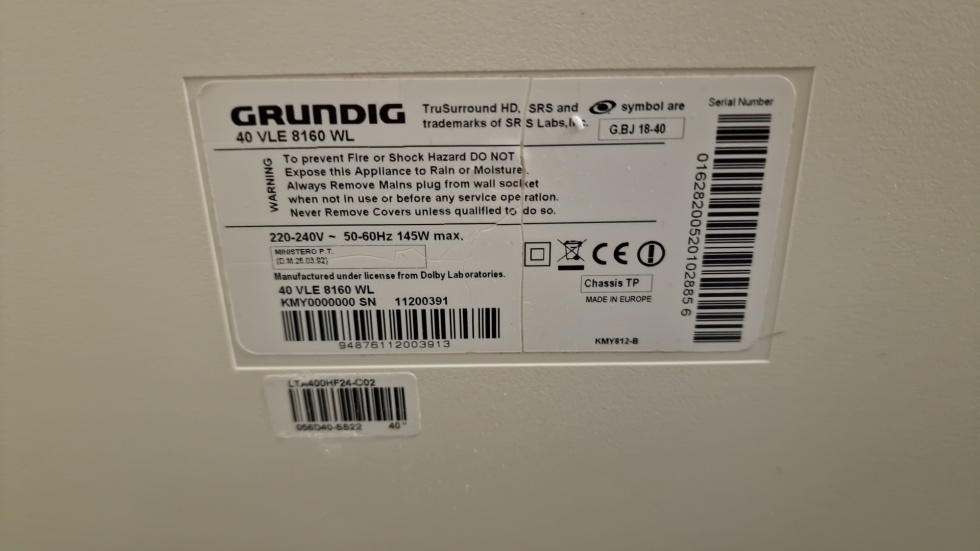 GRUNDIG
40 VLE 8160 WL
TruSurround HD, SRS and symbol are
trademarks of SRS Labs, Inc.
G.BJ 18-40
Serial Number
WARNING
To prevent Fire or Shock Hazard DO NOT
Expose this Appliance to Rain or Moisture.
Always Remove Mains plug from wall socket
when not in use or before any service operation.
Never Remove Covers unless qualified to do so.
220-240V ~ 50-60Hz 145W max.
MINISTERO P.T.
(D.M.26.03.92)
Manufactured under license from Dolby Laboratories.
40 VLE 8160 WL
KMY0000000 SN 11200391
94876112003913
CE
Chassis TP
MADE IN EUROPE
KMY812-B
01628200520102885 6
LTA400HF24-C02
40"